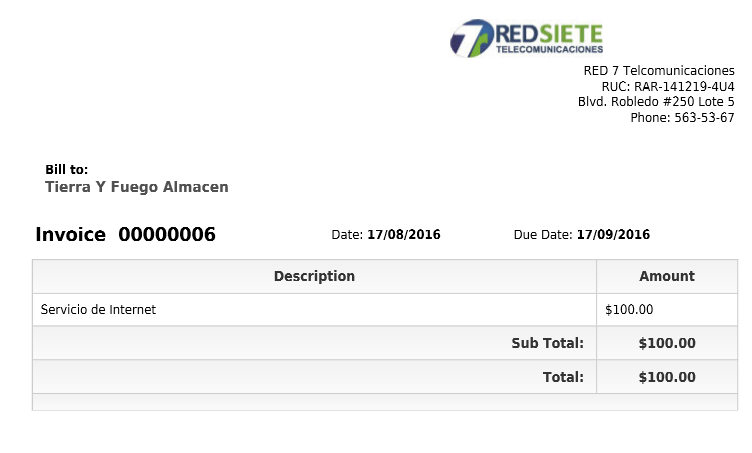 7 REDSIETE
TELECOMUNICACIONES
RED 7 Telcomunicaciones
RUC: RAR-141219-4U4
Blvd. Robledo #250 Lote 5
Phone: 563-53-67
Bill to:
Tierra Y Fuego Almacen
Invoice 00000006 Date: 17/08/2016 Due Date: 17/09/2016
Description Amount
Servicio de Internet $100.00
Sub Total: $100.00
Total: $100.00